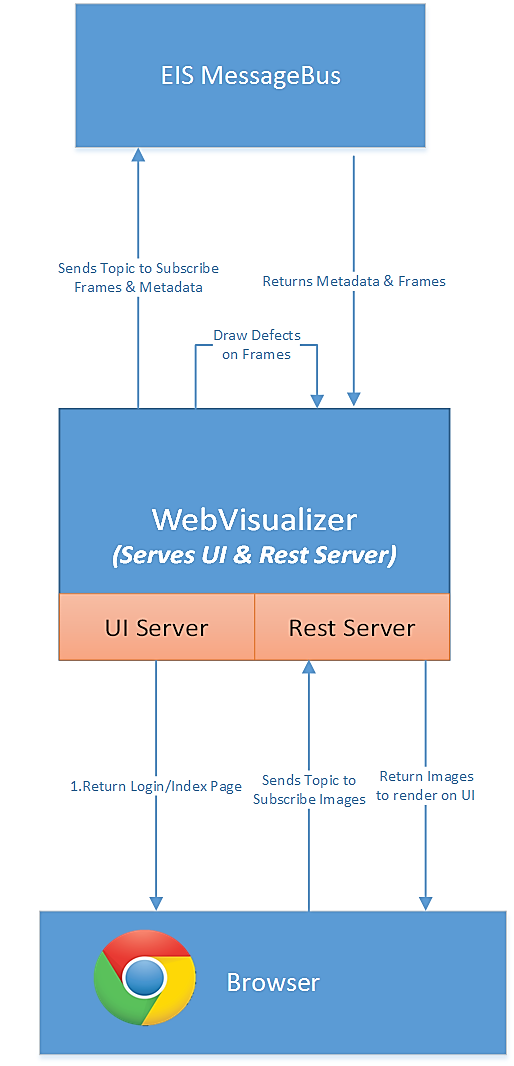 EIS MessageBus
Sends Topic to Subscribe
Frames & Metadata
Returns Metadata & Frames
Draw Defects
on Frames
WebVisualizer
(Serves UI & Rest Server)
UI Server
Rest Server
1.Return Login/Index Page
Sends Topic to
Subscribe Images
Return Images
to render on UI
Browser